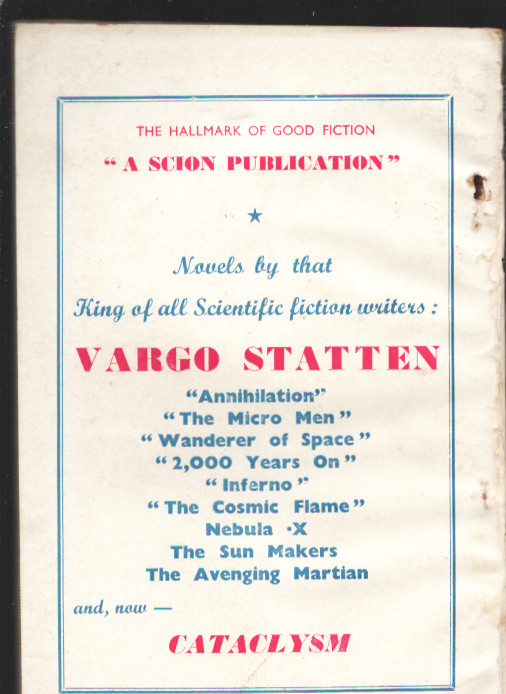 THE HALLMARK OF GOOD FICTION
"A SCION PUBLICATION"
Novels by that
King of all Scientific fiction writers:
VARGO STATTEN
"Annihilation"
"The Micro Men"
"Wanderer of Space"
"2,000 Years On"
"Inferno"
"The Cosmic Flame"
Nebula ·X
The Sun Makers
The Avenging Martian
and, now —
CATACLYSM